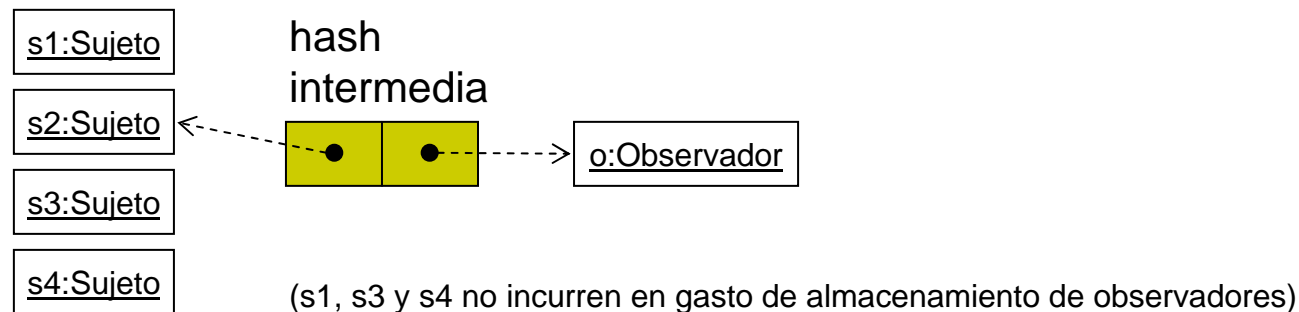 s1:Sujeto
hash
intermedia
s2:Sujeto
o:Observador
s3:Sujeto
s4:Sujeto
(s1, s3 y s4 no incurren en gasto de almacenamiento de observadores)